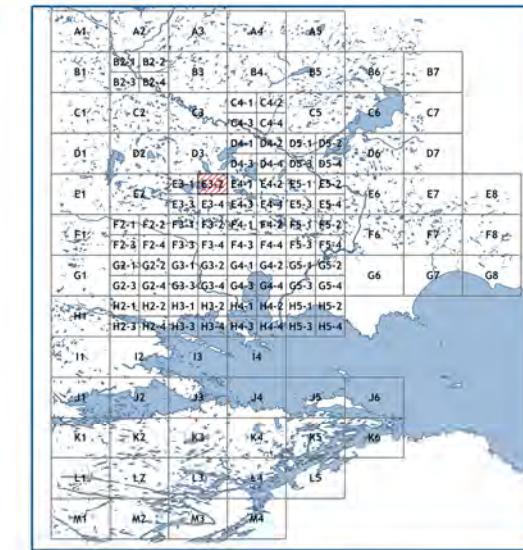 A1 A2 A3 A4 A5
B2-1 B2-2
B1 B3 B4 B5 B6 B7
B2-3 B2-4
C4-1 C4-2
C1 C2 C3 C5 C6 C7
C4-3 C4-4
D4-1 D4-2 D5-1 D5-2
D1 D2 D3 D6 D7
D4-3 D4-4 D5-3 D5-4
E3-1 E3-2 E4-1 E4-2 E5-1 E5-2
E1 E2 E6 E7 E8
E3-3 E3-4 E4-3 E4-4 E5-3 E5-4
F2-1 F2-2 F3-1 F3-2 F4-1 F4-2 F5-1 F5-2
F1 F6 F7 F8
F2-3 F2-4 F3-3 F3-4 F4-3 F4-4 F5-3 F5-4
G2-1 G2-2 G3-1 G3-2 G4-1 G4-2 G5-1 G5-2
G1 G6 G7 G8
G2-3 G2-4 G3-3 G3-4 G4-3 G4-4 G5-3 G5-4
H2-1 H2-2 H3-1 H3-2 H4-1 H4-2 H5-1 H5-2
H1
H2-3 H2-4 H3-3 H3-4 H4-3 H4-4 H5-3 H5-4
I1 I2 I3 I4
J1 J2 J3 J4 J5 J6
K1 K2 K3 K4 K5 K6
L1 L2 L3 L4 L5
M1 M2 M3 M4